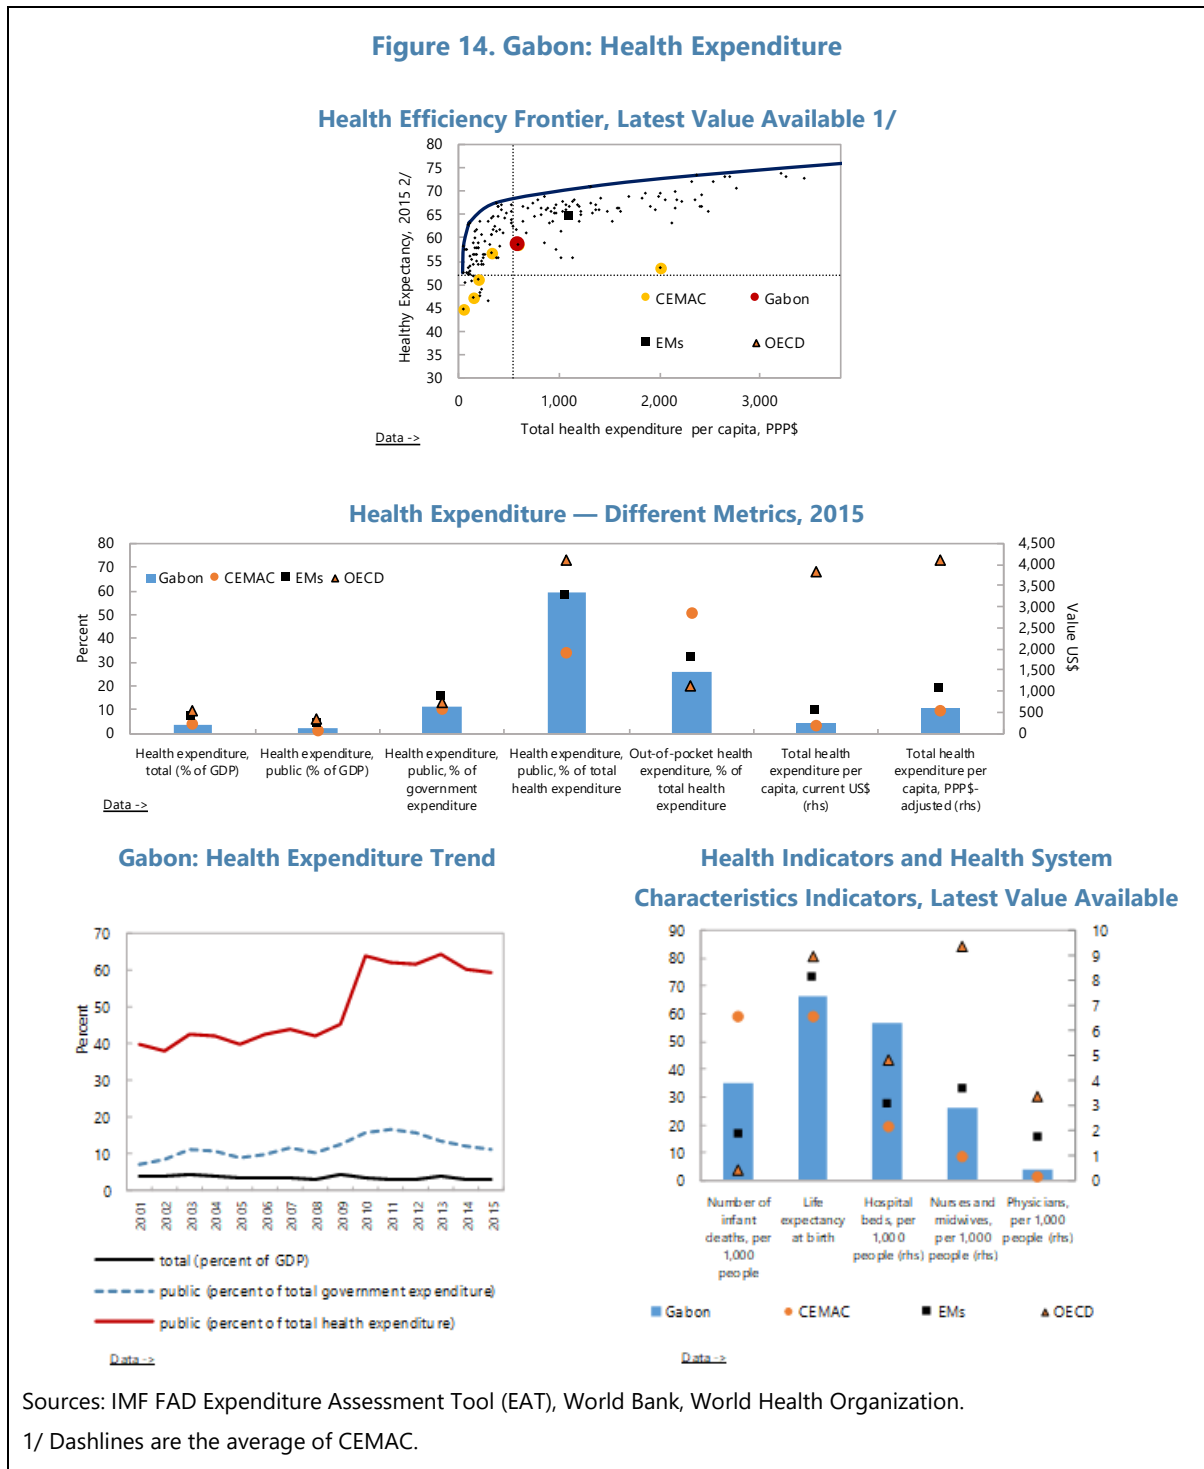 Figure 14. Gabon: Health Expenditure
Health Efficiency Frontier, Latest Value Available 1/
Healthy Expectancy, 2015 2/
80
75
70
65
60
55
50
45
40
35
30
CEMAC
Gabon
EMs
OECD
0
1,000
2,000
3,000
Total health expenditure per capita, PPP$
Data ->
Health Expenditure — Different Metrics, 2015
Percent
80
70
60
50
40
30
20
10
0
Gabon
CEMAC
EMs
OECD
4,500
4,000
3,500
3,000
2,500
2,000
1,500
1,000
500
0
Value US$
Health expenditure,
total (% of GDP)
Health expenditure,
public (% of GDP)
Health expenditure,
public, % of
government
expenditure
Health expenditure,
public, % of total
health expenditure
Out-of-pocket health
expenditure, % of
total health
expenditure
Total health
expenditure per
capita, current US$
(rhs)
Total health
expenditure per
capita, PPP$-
adjusted (rhs)
Data ->
Gabon: Health Expenditure Trend
Percent
70
60
50
40
30
20
10
0
2001
2002
2003
2004
2005
2006
2007
2008
2009
2010
2011
2012
2013
2014
2015
total (percent of GDP)
public (percent of total government expenditure)
public (percent of total health expenditure)
Data ->
Health Indicators and Health System
Characteristics Indicators, Latest Value Available
90
80
70
60
50
40
30
20
10
0
10
9
8
7
6
5
4
3
2
1
0
Number of
infant
deaths, per
1,000
people
Life
expectancy
at birth
Hospital
beds, per
1,000
people (rhs)
Nurses and
midwives,
per 1,000
people (rhs)
Physicians,
per 1,000
people (rhs)
Gabon
CEMAC
EMs
OECD
Data ->
Sources: IMF FAD Expenditure Assessment Tool (EAT), World Bank, World Health Organization.
1/ Dashlines are the average of CEMAC.